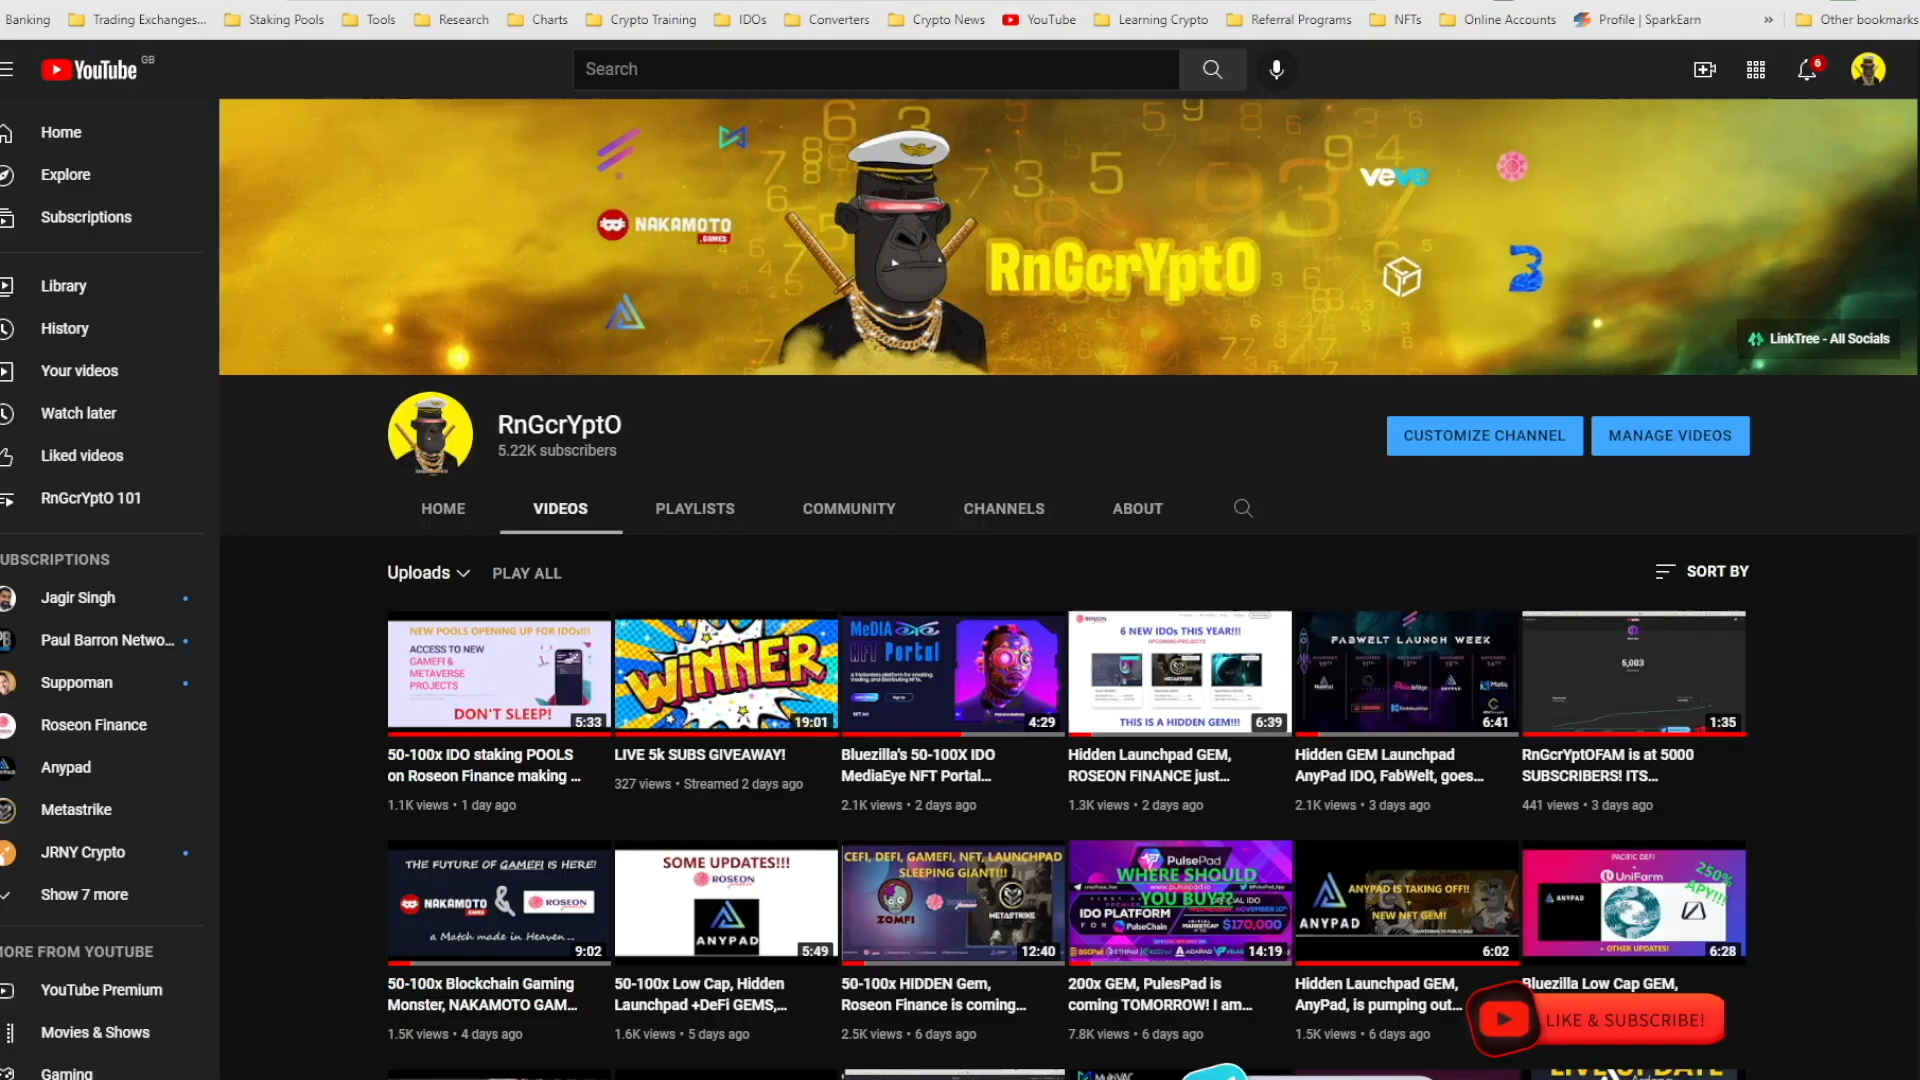 Banking Trading Exchanges... Staking Pools Tools Research Charts Crypto Training IDOs Converters Crypto News YouTube Learning Crypto Referral Programs NFTs Online Accounts Profile | SparkEarn » Other bookmarks
YouTube GB
Search
6
Home
Explore
Subscriptions
Library
History
Your videos
Watch later
Liked videos
RnGcrYptO 101
UBSCRIPTIONS
Jagir Singh
Paul Barron Netwo...
Suppoman
Roseon Finance
Anypad
Metastrike
JRNY Crypto
Show 7 more
MORE FROM YOUTUBE
YouTube Premium
Movies & Shows
Gaming
NAKAMOTO
.GAMES
RnGcrYptO
VEVE
LinkTree - All Socials
RnGcrYptO
5.22K subscribers
CUSTOMIZE CHANNEL MANAGE VIDEOS
HOME VIDEOS PLAYLISTS COMMUNITY CHANNELS ABOUT
Uploads PLAY ALL SORT BY
NEW POOLS OPENING UP FOR IDOs!!!
ACCESS TO NEW
GAMEFI &
METAVERSE
PROJECTS
DON'T SLEEP!
5:33
50-100x IDO staking POOLS
on Roseon Finance making ...
1.1K views • 1 day ago
WINNER
19:01
LIVE 5k SUBS GIVEAWAY!
327 views • Streamed 2 days ago
MeDIA
NFT Portal
4:29
Bluezilla's 50-100X IDO
MediaEye NFT Portal...
2.1K views • 2 days ago
ROSEON
6 NEW IDOs THIS YEAR!!!
UPCOMING PROJECTS
THIS IS A HIDDEN GEM!!!
6:39
Hidden Launchpad GEM,
ROSEON FINANCE just...
1.3K views • 2 days ago
FABWELT LAUNCH WEEK
6:41
Hidden GEM Launchpad
AnyPad IDO, FabWelt, goes...
2.1K views • 3 days ago
5,003
1:35
RnGcrYptOFAM is at 5000
SUBSCRIBERS! ITS...
441 views • 3 days ago
THE FUTURE OF GAMEFI IS HERE!
NAKAMOTO & ROSEON
a Match made in Heaven...
9:02
50-100x Blockchain Gaming
Monster, NAKAMOTO GAM...
1.5K views • 4 days ago
SOME UPDATES!!!
ROSEON
ANYPAD
5:49
50-100x Low Cap, Hidden
Launchpad +DeFi GEMS,...
1.6K views • 5 days ago
CEFI, DEFI, GAMEFI, NFT, LAUNCHPAD
SLEEPING GIANT!!!
ZOMFI
METASTRIKE
12:40
50-100x HIDDEN Gem,
Roseon Finance is coming...
2.5K views • 6 days ago
PulsePad
WHERE SHOULD
www.pulsepad.io
YOU BUY??
IDO PLATFORM
FOR PulseChain
$170,000
14:19
200x GEM, PulesPad is
coming TOMORROW! I am...
7.8K views • 6 days ago
ANYPAD IS TAKING OFF!!
+
NEW NFT GEM!
ANYPAD
6:02
Hidden Launchpad GEM,
AnyPad, is pumping out...
1.5K views • 6 days ago
PACIFIC DEFI
+
UniFarm
250%
APY!!!
ANYPAD
+ OTHER UPDATES!
6:28
Bluezilla Low Cap GEM,
LIKE & SUBSCRIBE!